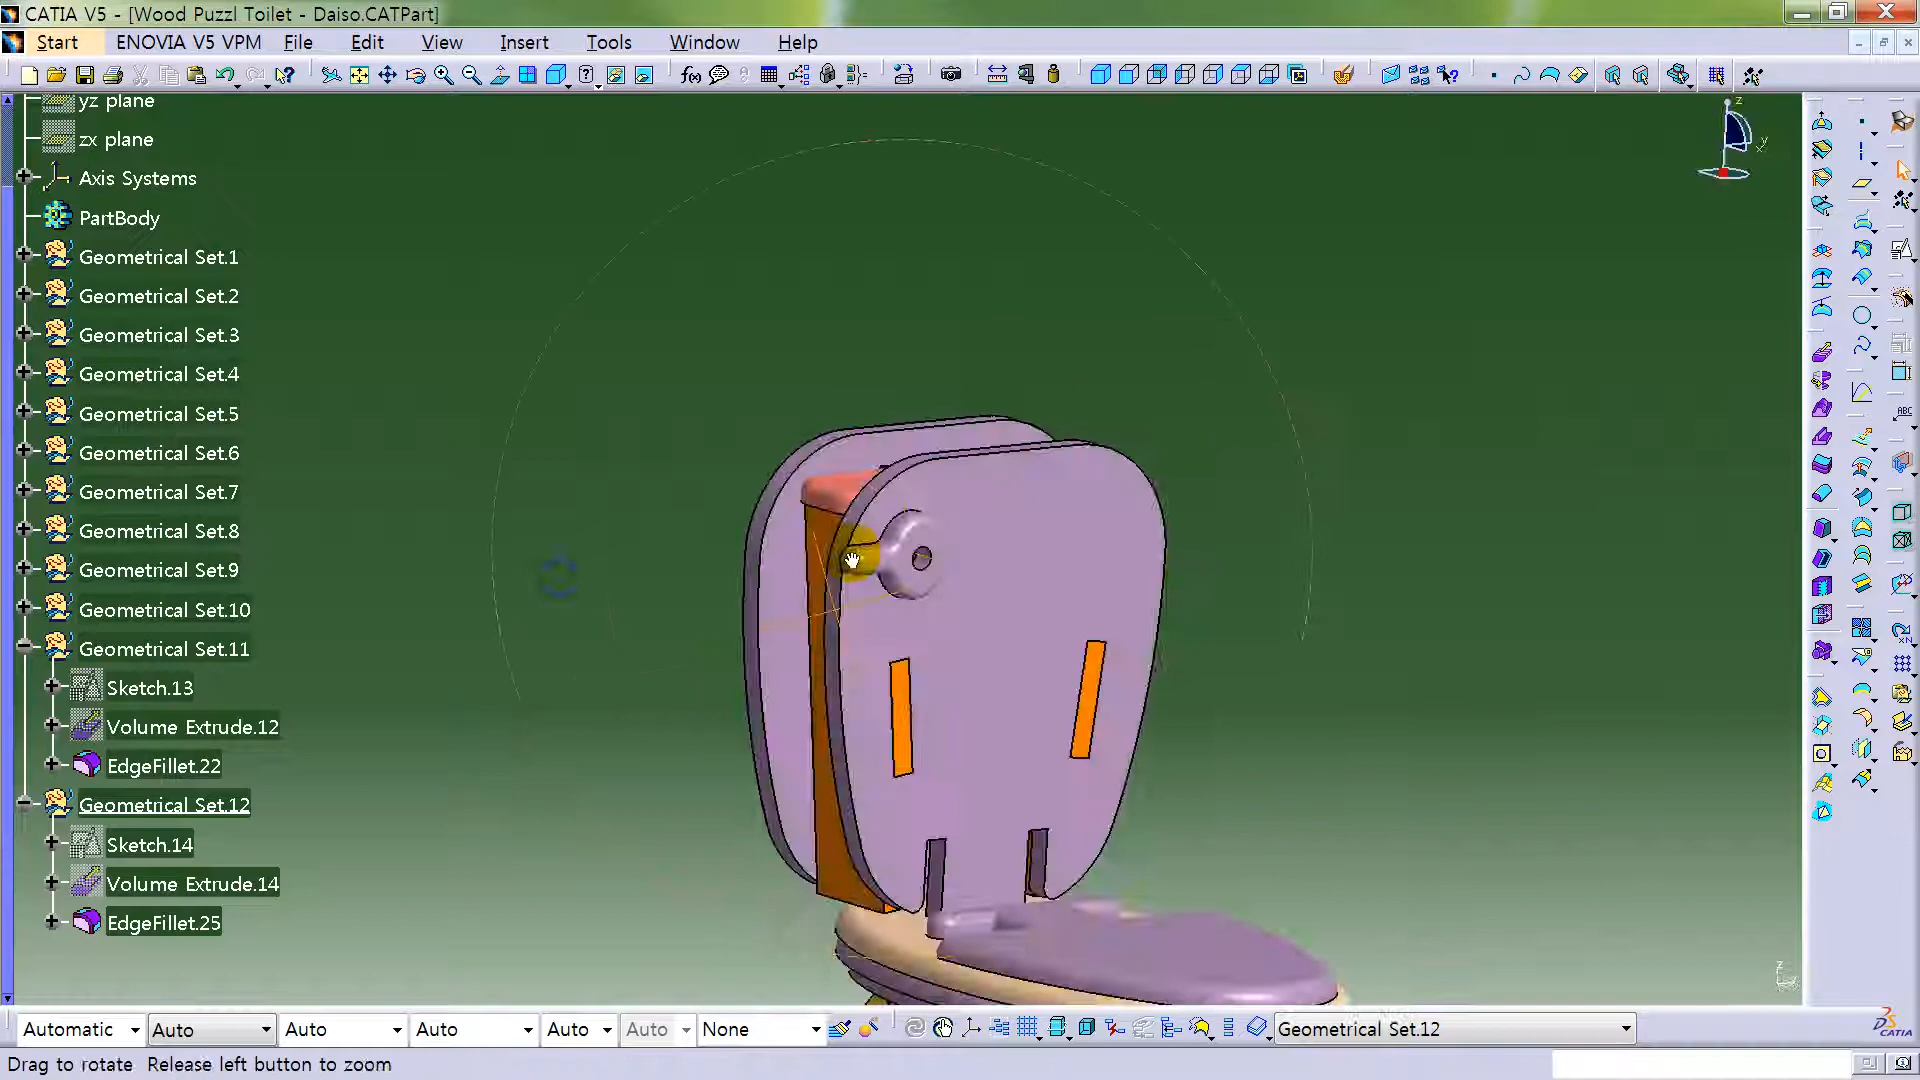 CATIA V5 - [Wood Puzzl Toilet - Daiso.CATPart]
Start ENOVIA V5 VPM File Edit View Insert Tools Window Help
yz plane
zx plane
Axis Systems
PartBody
Geometrical Set.1
Geometrical Set.2
Geometrical Set.3
Geometrical Set.4
Geometrical Set.5
Geometrical Set.6
Geometrical Set.7
Geometrical Set.8
Geometrical Set.9
Geometrical Set.10
Geometrical Set.11
Sketch.13
Volume Extrude.12
EdgeFillet.22
Geometrical Set.12
Sketch.14
Volume Extrude.14
EdgeFillet.25
z
y
ABC
Automatic Auto Auto Auto Auto Auto None Geometrical Set.12
CATIA
Drag to rotate Release left button to zoom